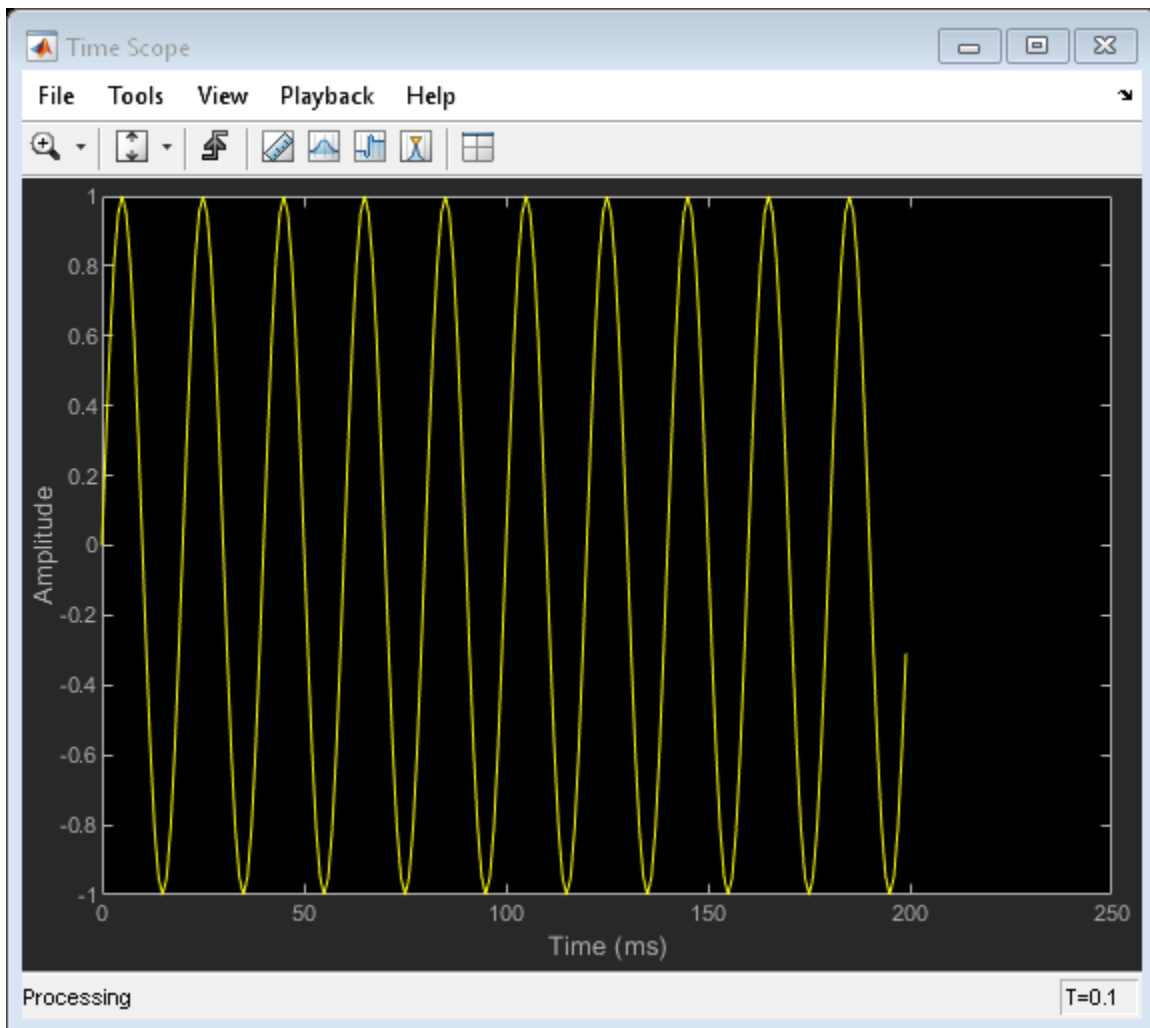 Time Scope
File Tools View Playback Help
1
0.8
0.6
0.4
0.2
0
-0.2
-0.4
-0.6
-0.8
-1
Amplitude
0 50 100 150 200 250
Time (ms)
Processing T=0.1